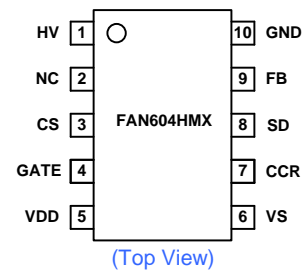 HV 1 10 GND
NC 2 9 FB
CS 3 FAN604HMX 8 SD
GATE 4 7 CCR
VDD 5 6 VS
(Top View)